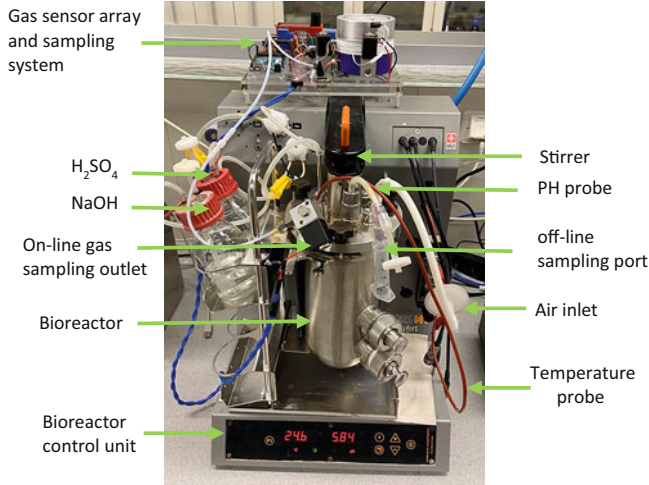 Gas sensor array
and sampling
system
H₂SO₄
NaOH
On-line gas
sampling outlet
Bioreactor
Bioreactor
control unit
Stirrer
PH probe
off-line
sampling port
Air inlet
Temperature
probe
24.6
5.84